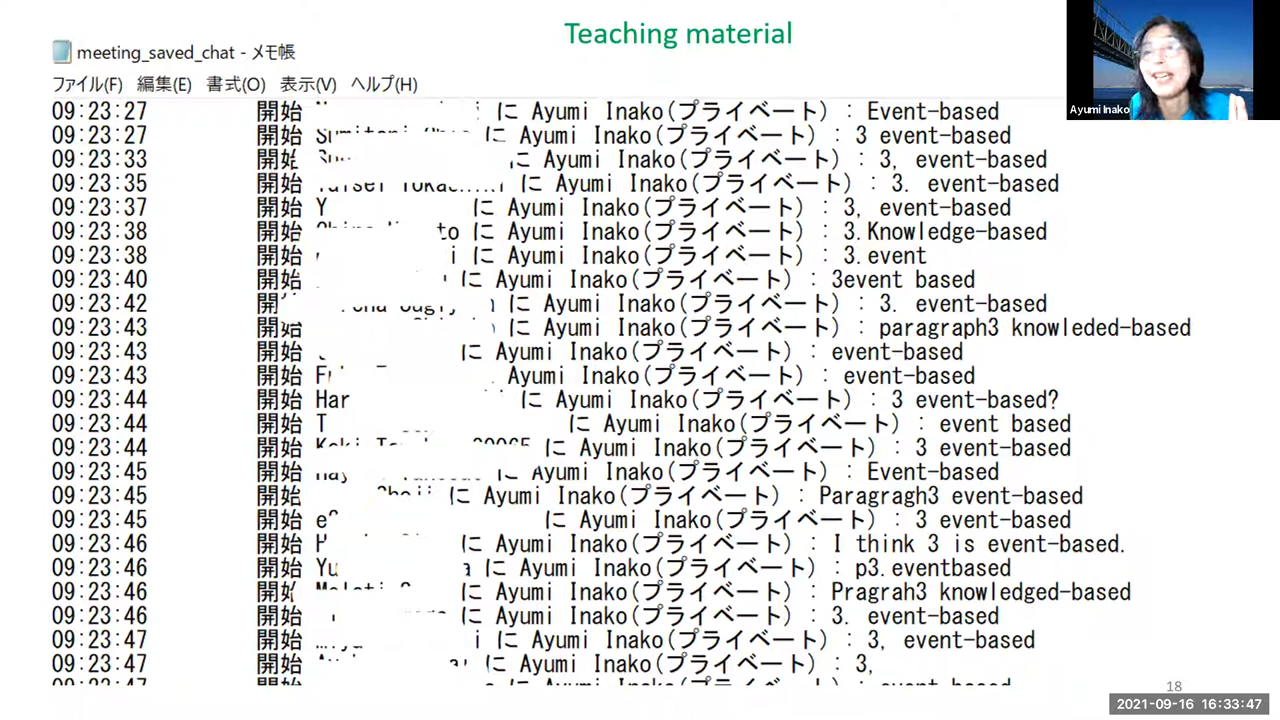 Teaching material
meeting_saved_chat - メモ帳
ファイル(F) 編集(E) 書式(O) 表示(V) ヘルプ(H)
Ayumi Inako
09:23:27 開始 に Ayumi Inako(プライベート) : Event-based
09:23:27 開始 に Ayumi Inako(プライベート) : 3 event-based
09:23:33 開始 に Ayumi Inako(プライベート) : 3, event-based
09:23:35 開始 に Ayumi Inako(プライベート) : 3. event-based
09:23:37 開始 Y に Ayumi Inako(プライベート) : 3, event-based
09:23:38 開始 to に Ayumi Inako(プライベート) : 3.Knowledge-based
09:23:38 開始 i に Ayumi Inako(プライベート) : 3.event
09:23:40 開始 に Ayumi Inako(プライベート) : 3event based
09:23:42 開 に Ayumi Inako(プライベート) : 3. event-based
09:23:43 開始 に Ayumi Inako(プライベート) : paragraph3 knowleded-based
09:23:43 開始 に Ayumi Inako(プライベート) : event-based
09:23:43 開始 Ayumi Inako(プライベート) : event-based
09:23:44 開始 Har に Ayumi Inako(プライベート) : 3 event-based?
09:23:44 開始 T に Ayumi Inako(プライベート) : event based
09:23:44 開始 に Ayumi Inako(プライベート) : 3 event-based
09:23:45 開始 に Ayumi Inako(プライベート) : Event-based
09:23:45 開始 に Ayumi Inako(プライベート) : Paragragh3 event-based
09:23:45 開始 に Ayumi Inako(プライベート) : 3 event-based
09:23:46 開始 に Ayumi Inako(プライベート) : I think 3 is event-based.
09:23:46 開始 Yu a に Ayumi Inako(プライベート) : p3.eventbased
09:23:46 開始 に Ayumi Inako(プライベート) : Pragrah3 knowledged-based
09:23:46 開始 に Ayumi Inako(プライベート) : 3. event-based
09:23:47 開始 i に Ayumi Inako(プライベート) : 3, event-based
09:23:47 開始 に Ayumi Inako(プライベート) : 3,
18
2021-09-16 16:33:47